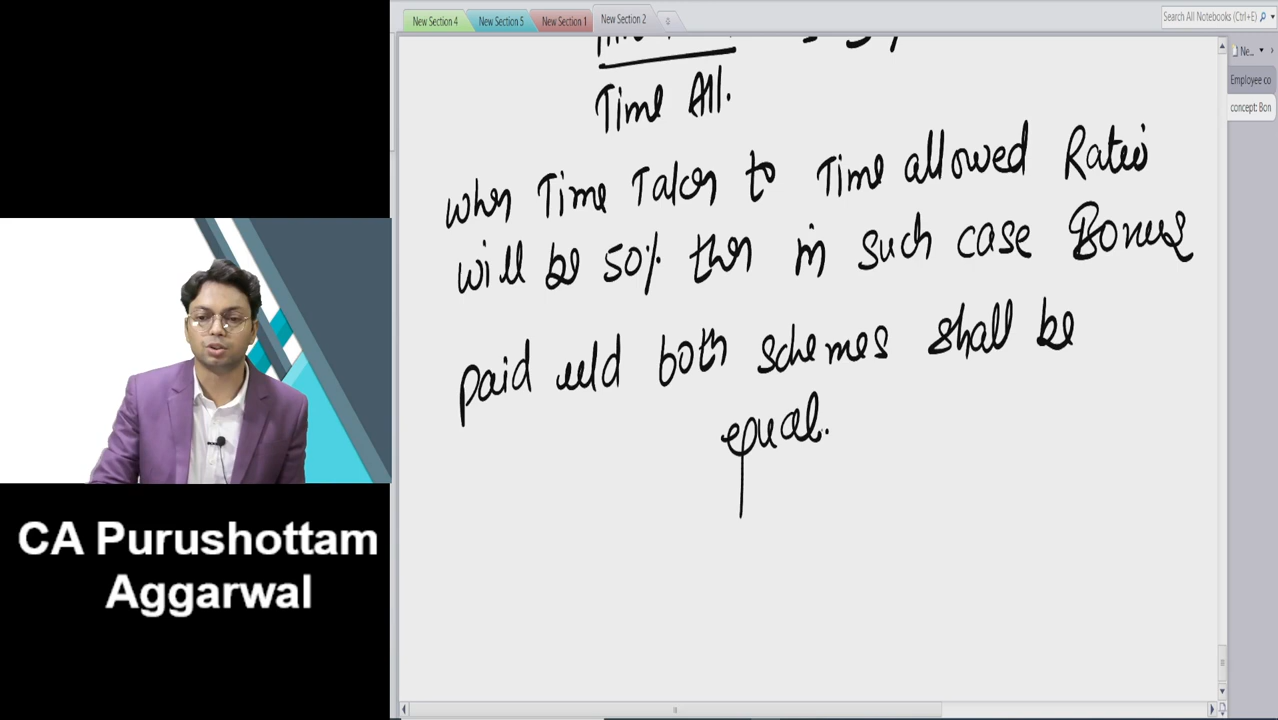 New Section 4
New Section 5
New Section 1
New Section 2
Search All Notebooks (Ctrl+E)
Ne...
Employee co
concept: Bon
Time All.
when Time Taken to Time allowed Ratio
will be 50% then in such case Bonus
paid u/d both schemes shall be
equal.
CA Purushottam
Aggarwal